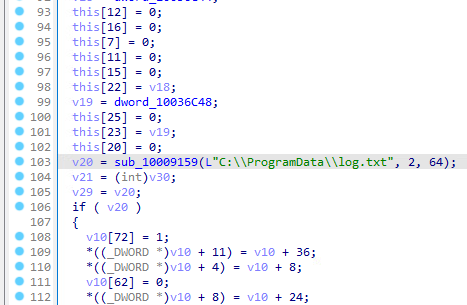 93 this[12] = 0;
94 this[16] = 0;
95 this[7] = 0;
96 this[11] = 0;
97 this[15] = 0;
98 this[22] = v18;
99 v19 = dword_10036C48;
100 this[25] = 0;
101 this[23] = v19;
102 this[20] = 0;
103 v20 = sub_10009159(L"C:\\ProgramData\\log.txt", 2, 64);
104 v21 = (int)v30;
105 v29 = v20;
106 if ( v20 )
107 {
108 v10[72] = 1;
109 *((_DWORD *)v10 + 11) = v10 + 36;
110 *((_DWORD *)v10 + 4) = v10 + 8;
111 v10[62] = 0;
112 *((_DWORD *)v10 + 8) = v10 + 24;